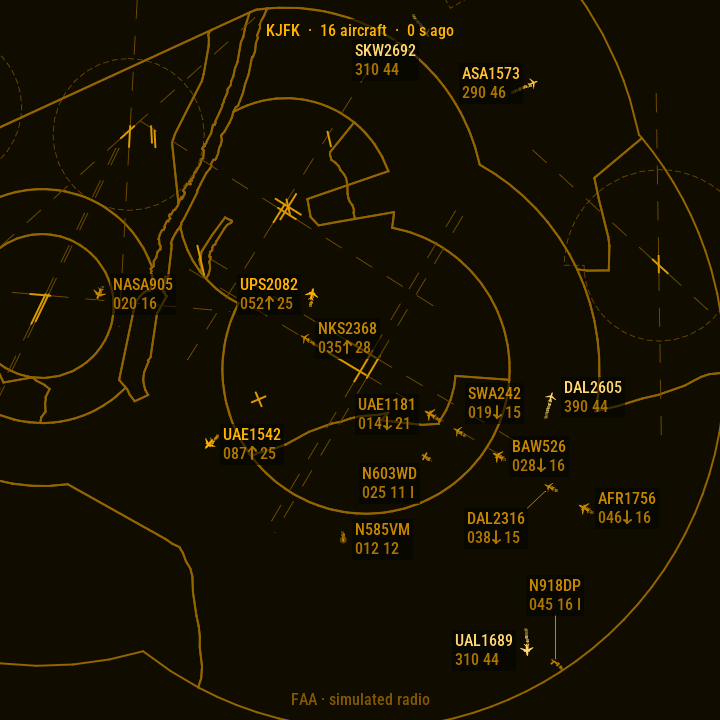 KJFK · 16 aircraft · 0 s ago
SKW2692
310 44
ASA1573
290 46
NASA905
020 16
UPS2082
052↑ 25
NKS2368
035↑ 28
UAE1181
014↓ 21
SWA242
019↓ 15
DAL2605
390 44
UAE1542
087↑ 25
BAW526
028↓ 16
N603WD
025 11 I
AFR1756
046↓ 16
DAL2316
038↓ 15
N585VM
012 12
N918DP
045 16 I
UAL1689
310 44
FAA · simulated radio